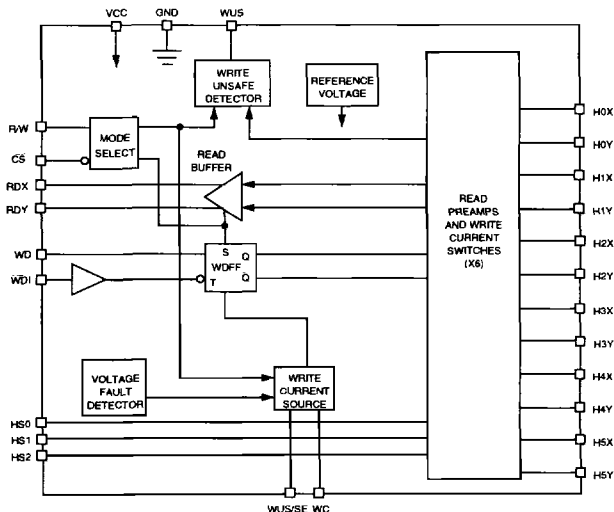 VCC GND WUS
WRITE
UNSAFE
DETECTOR
REFERENCE
VOLTAGE
R/W
CS
RDX
RDY
WD
WDI
MODE
SELECT
READ
BUFFER
S
WDFF
T
Q
Q
READ
PREAMPS
AND WRITE
CURRENT
SWITCHES
(X6)
H0X
H0Y
H1X
H1Y
H2X
H2Y
H3X
H3Y
H4X
H4Y
H5X
H5Y
VOLTAGE
FAULT
DETECTOR
WRITE
CURRENT
SOURCE
HS0
HS1
HS2
WUS/SE WC